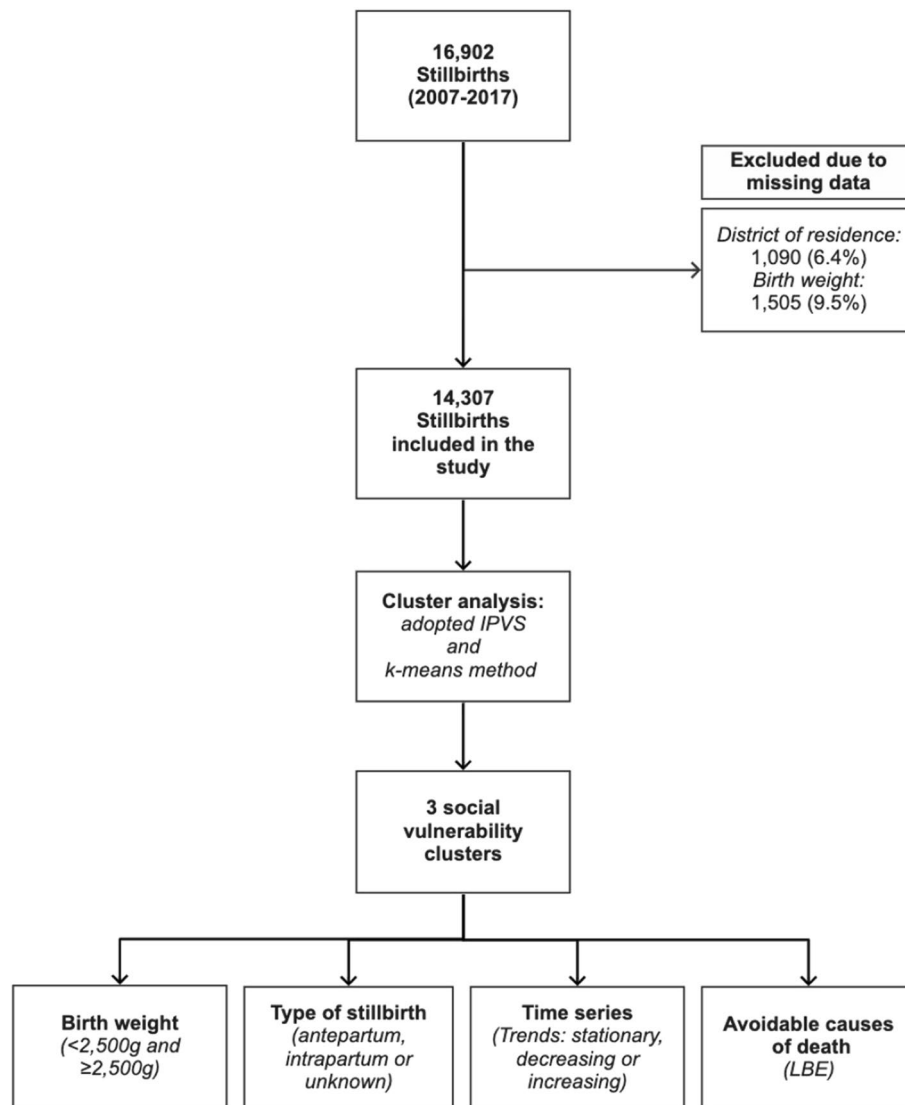 16,902
Stillbirths
(2007-2017)
Excluded due to
missing data
District of residence:
1,090 (6.4%)
Birth weight:
1,505 (9.5%)
14,307
Stillbirths
included in the
study
Cluster analysis:
adopted IPVS
and
k-means method
3 social
vulnerability
clusters
Birth weight
(<2,500g and
≥2,500g)
Type of stillbirth
(antepartum,
intrapartum or
unknown)
Time series
(Trends: stationary,
decreasing or
increasing)
Avoidable causes
of death
(LBE)